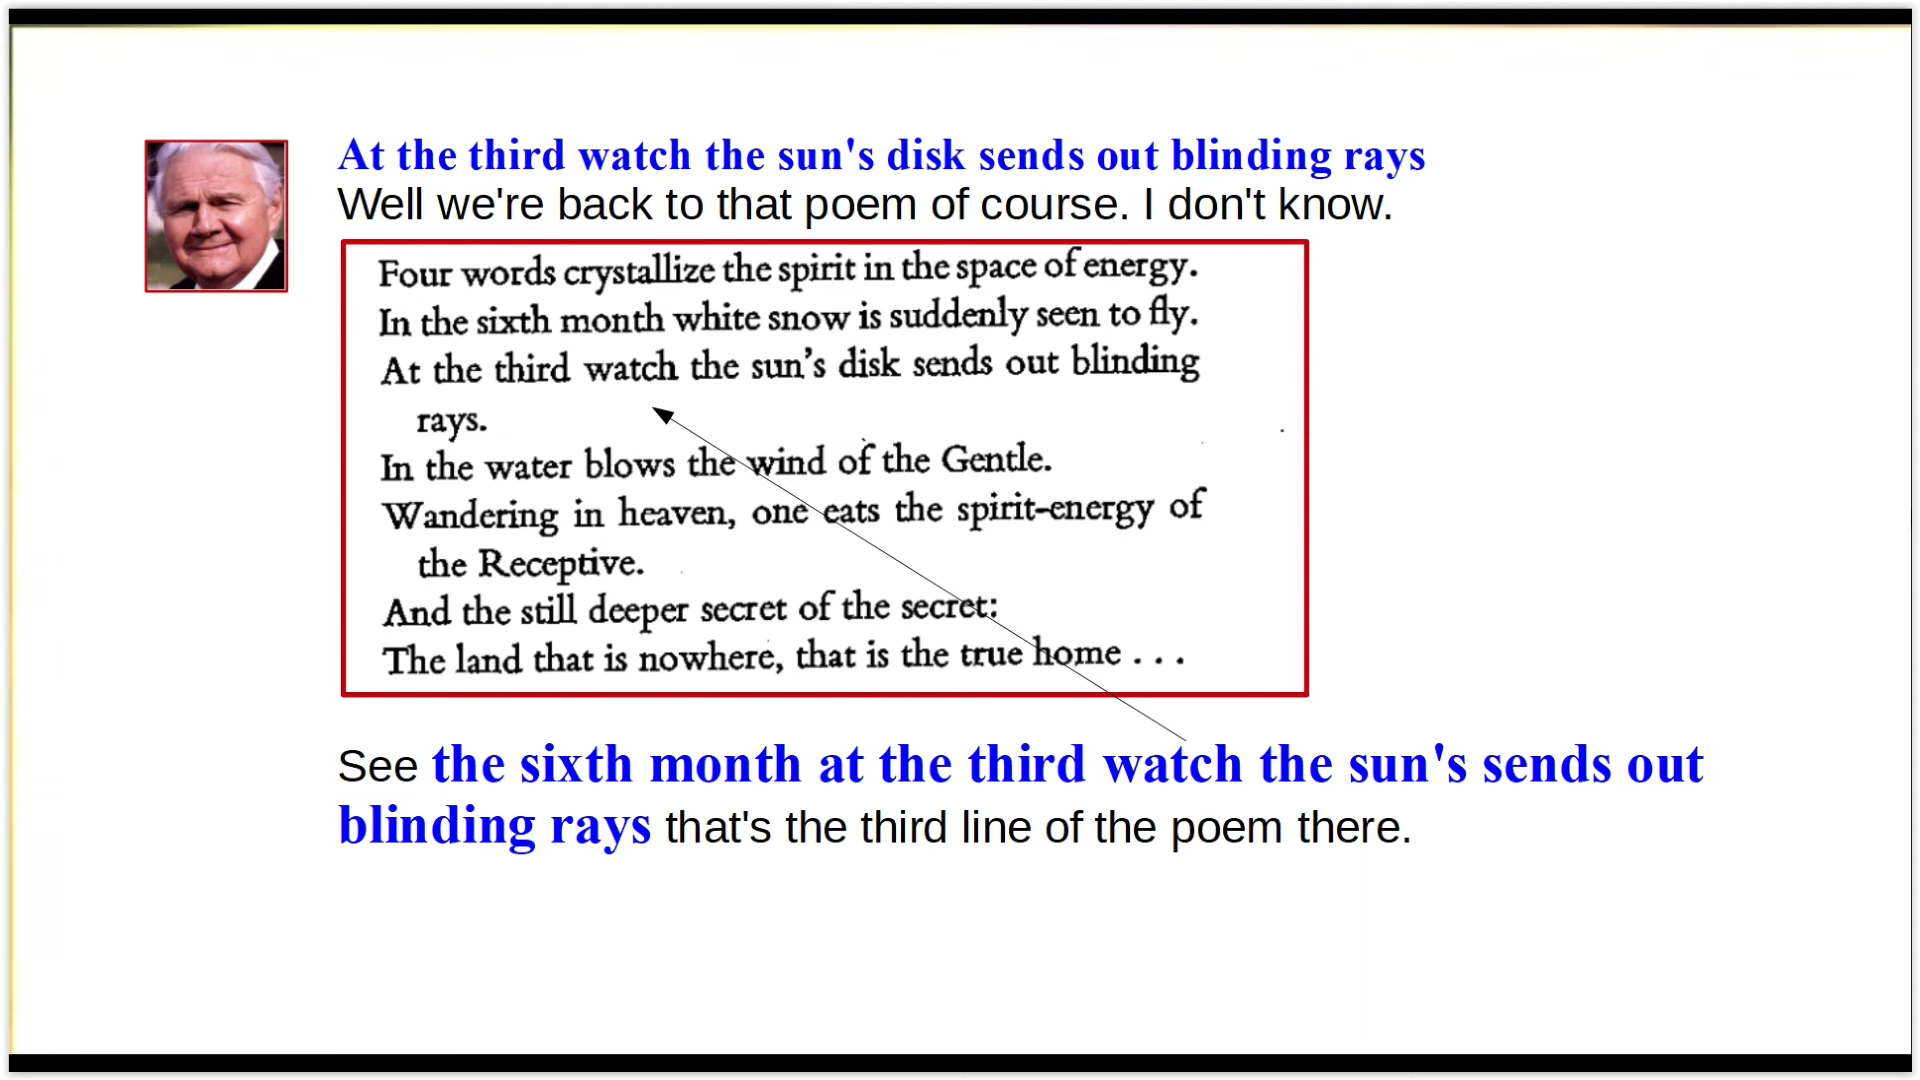 At the third watch the sun's disk sends out blinding rays
Well we're back to that poem of course. I don't know.
Four words crystallize the spirit in the space of energy.
In the sixth month white snow is suddenly seen to fly.
At the third watch the sun's disk sends out blinding
rays.
In the water blows the wind of the Gentle.
Wandering in heaven, one eats the spirit-energy of
the Receptive.
And the still deeper secret of the secret:
The land that is nowhere, that is the true home . . .
See the sixth month at the third watch the sun's sends out
blinding rays that's the third line of the poem there.